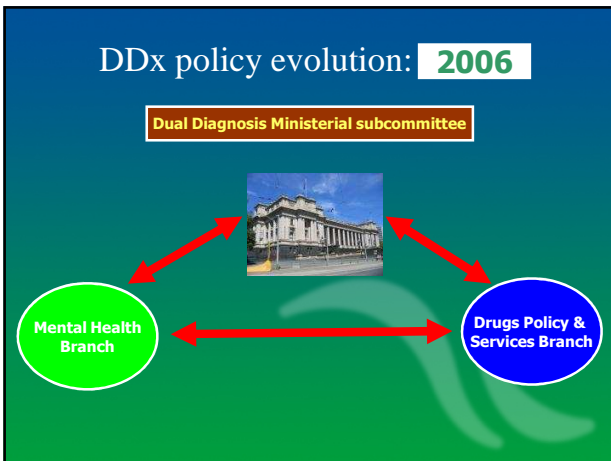 DDx policy evolution: 2006
Dual Diagnosis Ministerial subcommittee
Mental Health
Branch
Drugs Policy &
Services Branch